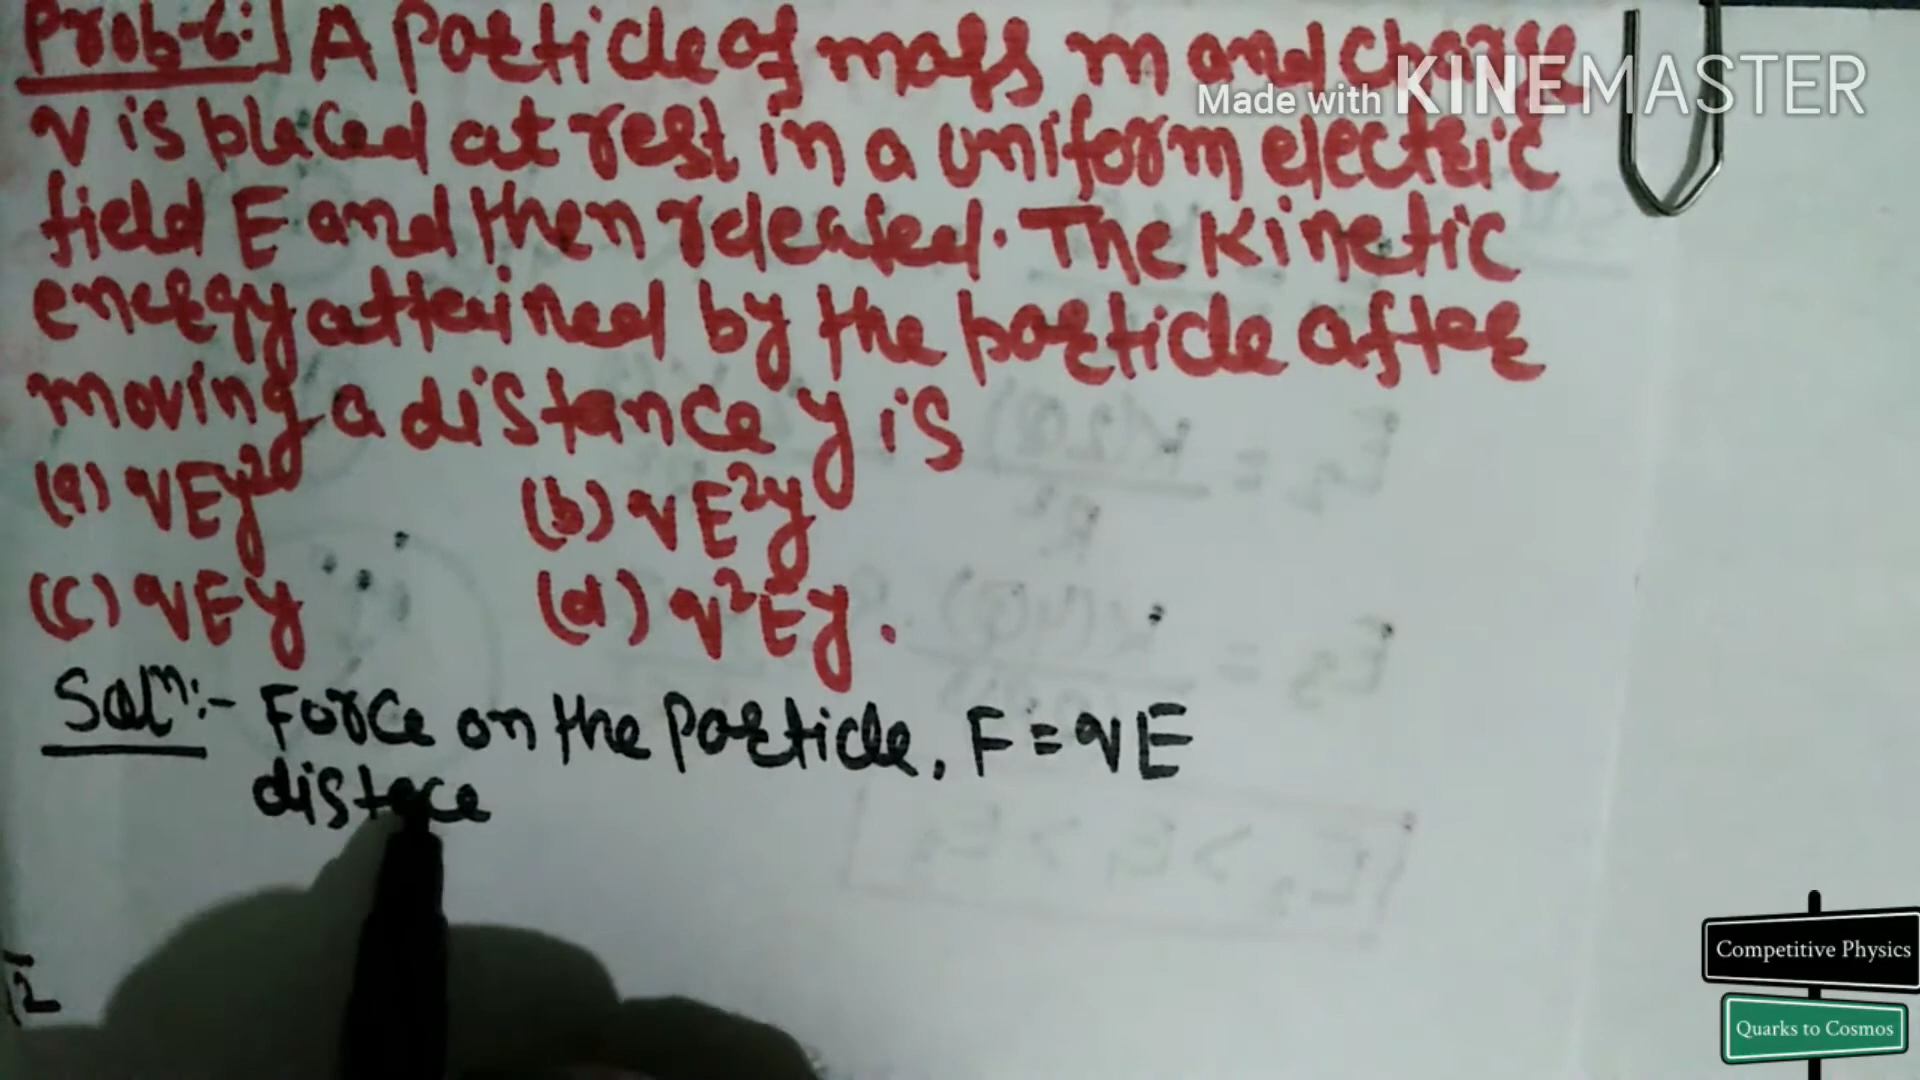 Prob-6:] A Particle of mass m and charge
q is placed at rest in a uniform electric
field E and then released. The Kinetic
energy attained by the particle after
moving a distance y is
(a) qEy² (b) qE²y
(c) qEy (d) q²Ey.
Solⁿ:- Force on the Particle, F = qE
distace
Made with KINEMASTER
Competitive Physics
Quarks to Cosmos